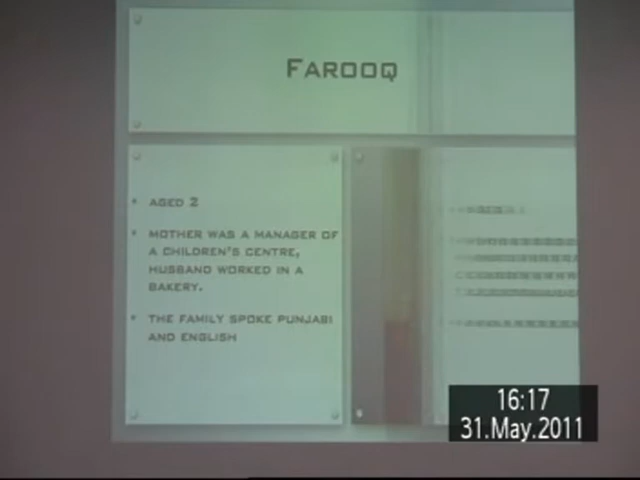 FAROOQ
• AGED 2
• MOTHER WAS A MANAGER OF
A CHILDREN'S CENTRE,
HUSBAND WORKED IN A
BAKERY.
• THE FAMILY SPOKE PUNJABI
AND ENGLISH
16:17
31.May.2011